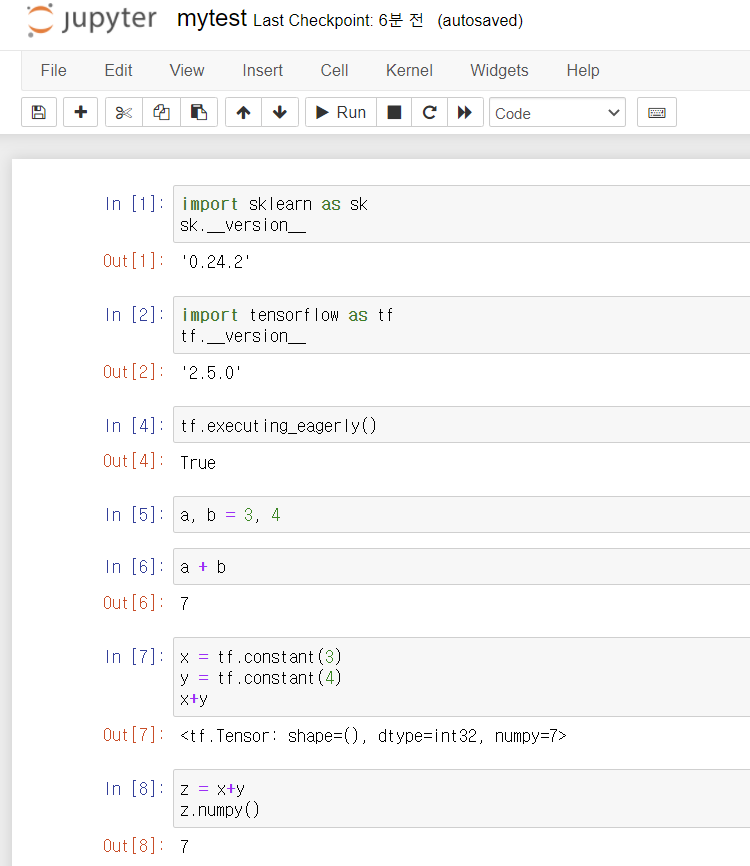 jupyter mytest Last Checkpoint: 6분 전 (autosaved)
File Edit View Insert Cell Kernel Widgets Help
Run Code
In [1]: import sklearn as sk
sk.__version__
Out[1]: '0.24.2'
In [2]: import tensorflow as tf
tf.__version__
Out[2]: '2.5.0'
In [4]: tf.executing_eagerly()
Out[4]: True
In [5]: a, b = 3, 4
In [6]: a + b
Out[6]: 7
In [7]: x = tf.constant(3)
y = tf.constant(4)
x+y
Out[7]: <tf.Tensor: shape=(), dtype=int32, numpy=7>
In [8]: z = x+y
z.numpy()
Out[8]: 7